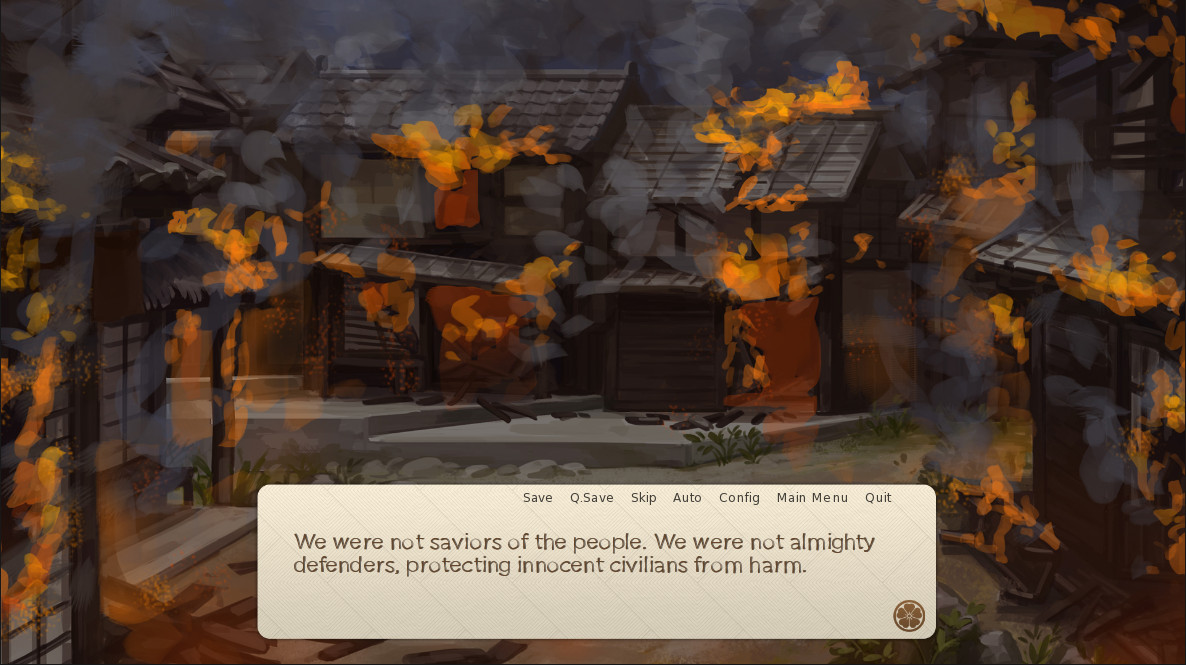 Save Q.Save Skip Auto Config Main Menu Quit
We were not saviors of the people. We were not almighty
defenders, protecting innocent civilians from harm.